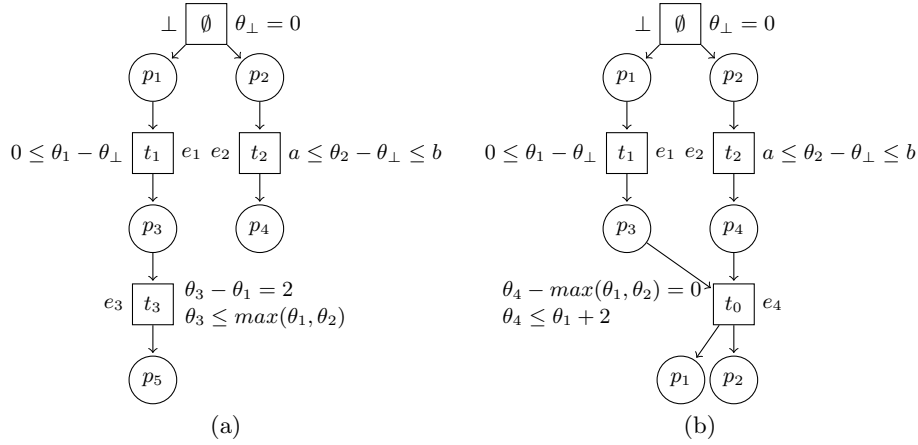 ⊥ ∅ θ⊥ = 0
p1 p2
0 ≤ θ1 − θ⊥ t1 e1 e2 t2 a ≤ θ2 − θ⊥ ≤ b
p3 p4
e3 t3 θ3 − θ1 = 2
θ3 ≤ max(θ1, θ2)
p5
(a)
⊥ ∅ θ⊥ = 0
p1 p2
0 ≤ θ1 − θ⊥ t1 e1 e2 t2 a ≤ θ2 − θ⊥ ≤ b
p3 p4
θ4 − max(θ1, θ2) = 0 t0 e4
θ4 ≤ θ1 + 2
p1 p2
(b)